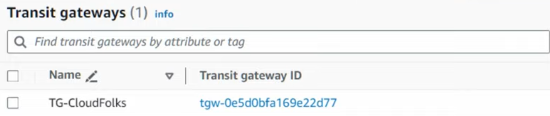 Transit gateways (1) info
Find transit gateways by attribute or tag
Name Transit gateway ID
TG-CloudFolks tgw-0e5d0bfa169e22d77